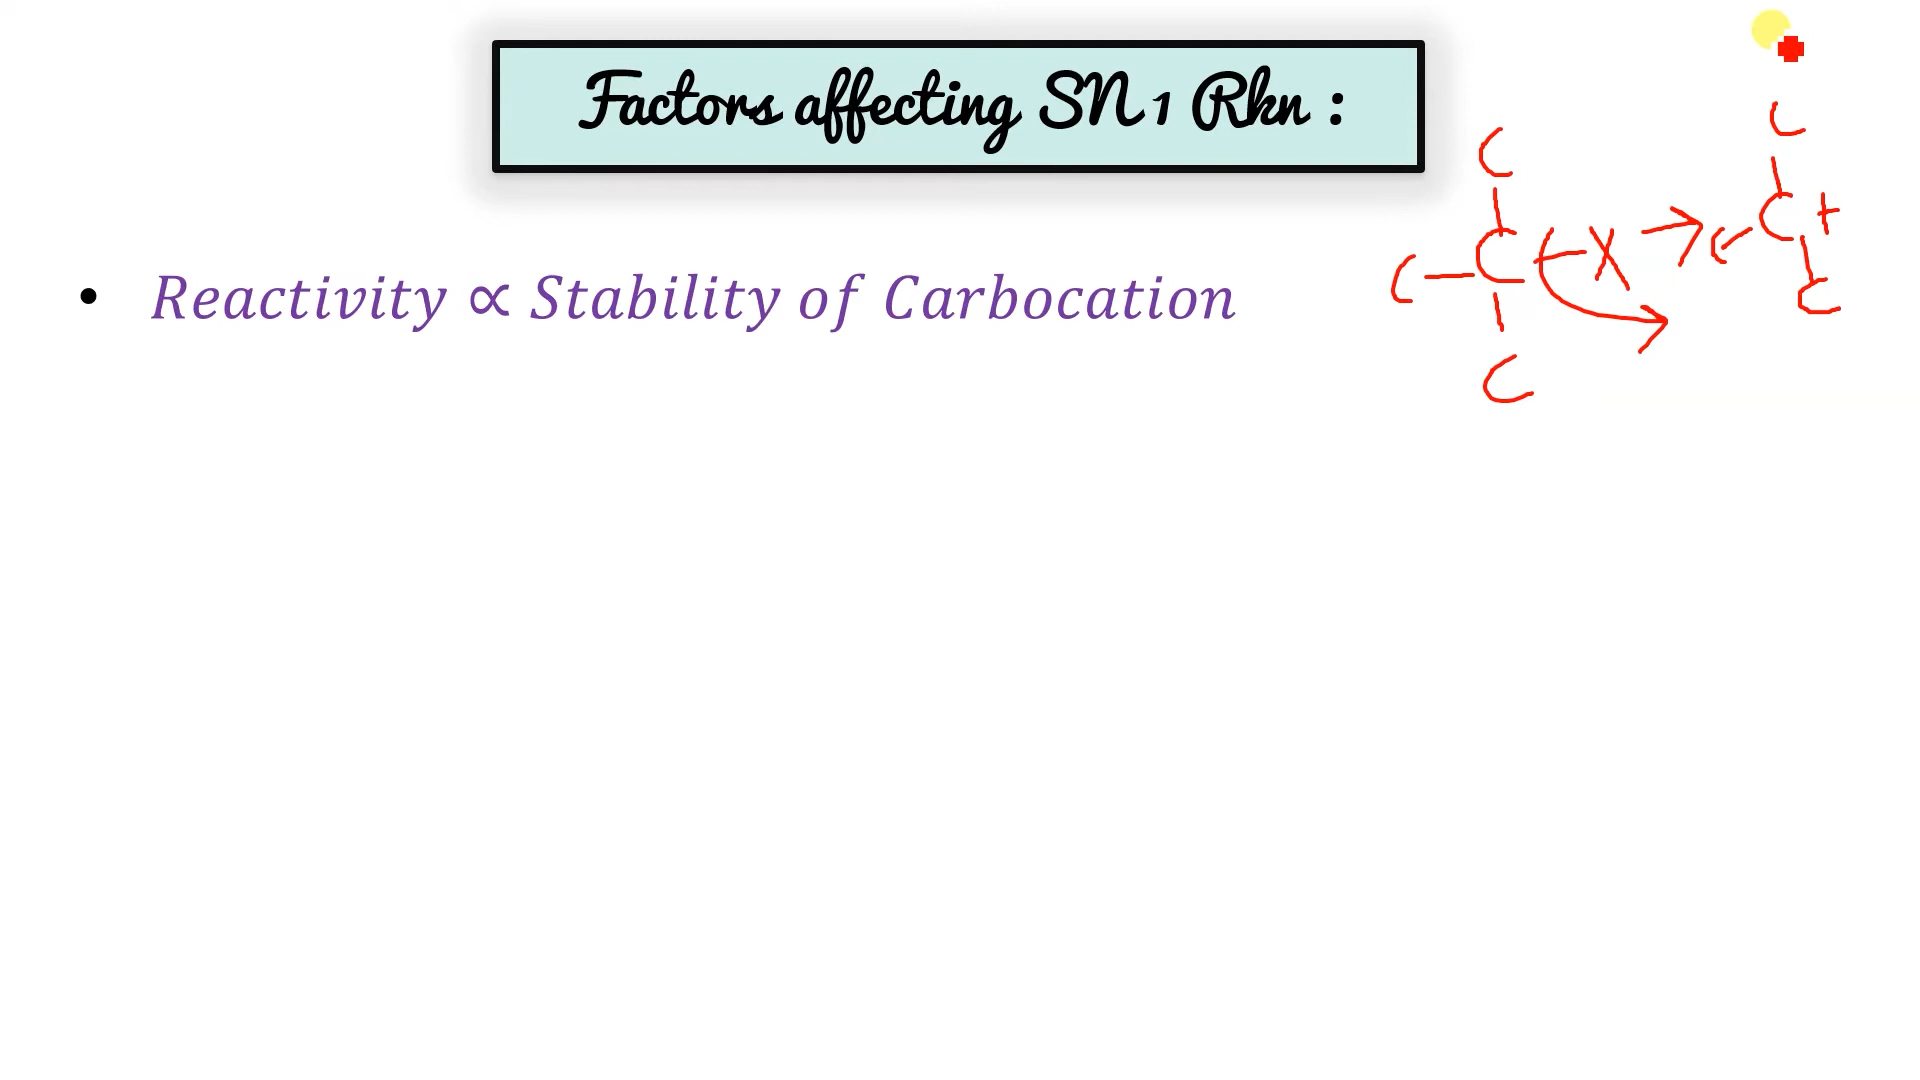 Factors affecting SN1 Rkn :
• Reactivity ∝ Stability of Carbocation
C
C
C – C – X → C – C +
C
C